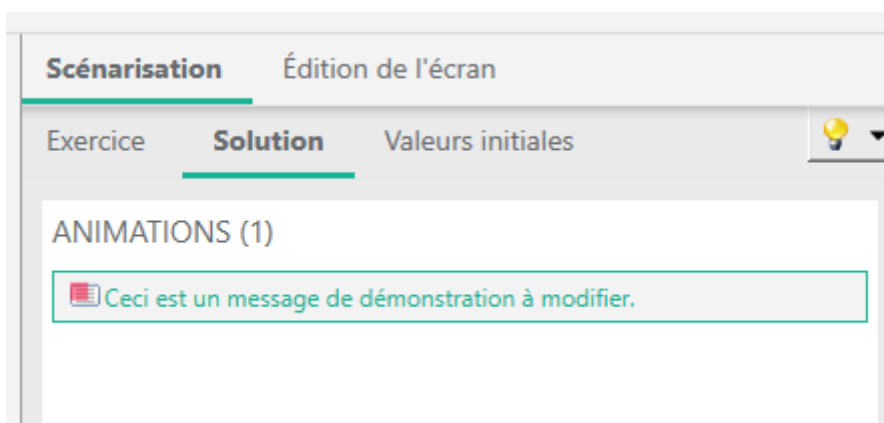 Scénarisation Édition de l'écran
Exercice Solution Valeurs initiales
ANIMATIONS (1)
Ceci est un message de démonstration à modifier.